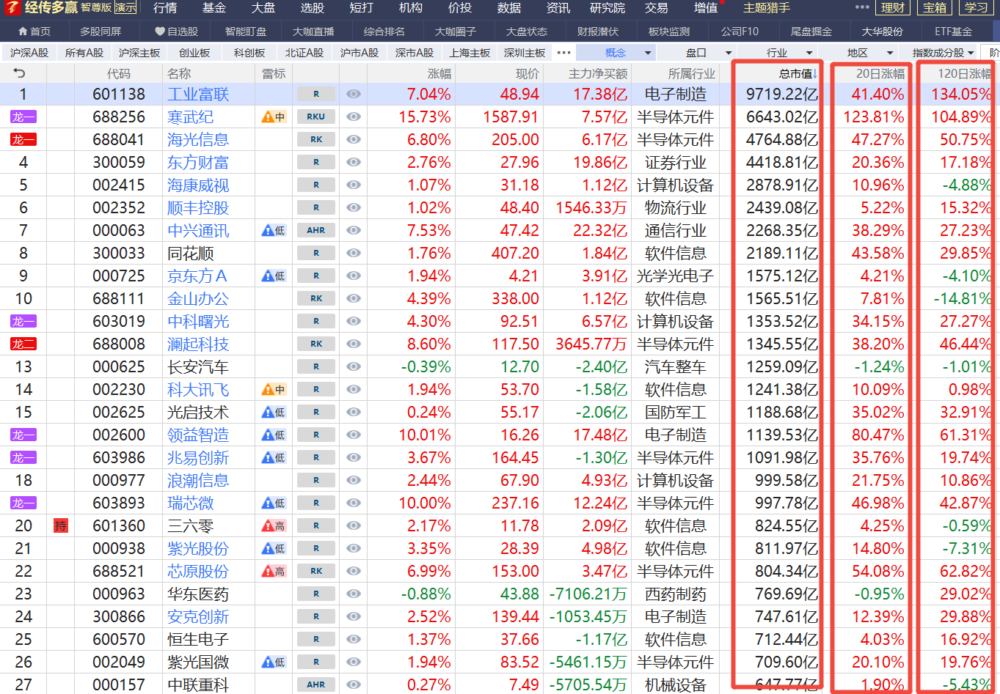 经传多赢 智尊版 演示 行情 基金 大盘 选股 短打 机构 价投 数据 资讯 研究院 交易 增值 主题猎手 理财 宝箱 学习
首页 多股同屏 自选股 智能盯盘 大咖直播 综合排名 大咖圈子 大盘状态 财报潜伏 板块监测 公司F10 尾盘掘金 大华股份 ETF基金
沪深A股 所有A股 沪深主板 创业板 科创板 北证A股 沪市A股 深市A股 上海主板 深圳主板 概念 盘口 行业 地区 指数成分股 阶
代码 名称 雷标 涨幅 现价 主力净买额 所属行业 总市值↓ 20日涨幅 120日涨幅
1 601138 工业富联 R 7.04% 48.94 17.38亿 电子制造 9719.22亿 41.40% 134.05%
龙一 688256 寒武纪 中 RKU 15.73% 1587.91 7.57亿 半导体元件 6643.02亿 123.81% 104.89%
龙一 688041 海光信息 RK 6.80% 205.00 6.17亿 半导体元件 4764.88亿 47.27% 50.75%
4 300059 东方财富 R 2.76% 27.96 19.86亿 证券行业 4418.81亿 20.36% 17.18%
5 002415 海康威视 R 1.07% 31.18 1.12亿 计算机设备 2878.91亿 10.96% -4.88%
6 002352 顺丰控股 R 1.02% 48.40 1546.33万 物流行业 2439.08亿 5.22% 15.32%
7 000063 中兴通讯 低 AHR 7.53% 47.42 22.32亿 通信行业 2268.35亿 38.29% 27.23%
8 300033 同花顺 R 1.76% 407.20 1.84亿 软件信息 2189.11亿 43.58% 29.85%
9 000725 京东方A 低 R 1.94% 4.21 3.91亿 光学光电子 1575.12亿 4.21% -4.10%
10 688111 金山办公 RK 4.39% 338.00 1.12亿 软件信息 1565.51亿 7.81% -14.81%
龙一 603019 中科曙光 R 4.30% 92.51 6.57亿 计算机设备 1353.52亿 34.15% 27.27%
龙二 688008 澜起科技 RK 8.60% 117.50 3645.77万 半导体元件 1345.55亿 38.20% 46.44%
13 000625 长安汽车 R -0.39% 12.70 -2.40亿 汽车整车 1259.09亿 -1.24% -1.01%
14 002230 科大讯飞 中 R 1.94% 53.70 -1.58亿 软件信息 1241.38亿 10.09% 0.98%
15 002625 光启技术 低 R 0.24% 55.17 -2.06亿 国防军工 1188.68亿 35.02% 32.91%
龙一 002600 领益智造 低 R 10.01% 16.26 17.48亿 电子制造 1139.53亿 80.47% 61.31%
龙一 603986 兆易创新 低 R 3.67% 164.45 -1.30亿 半导体元件 1091.98亿 35.76% 19.74%
18 000977 浪潮信息 R 2.44% 67.90 4.93亿 计算机设备 999.58亿 21.75% 10.86%
龙一 603893 瑞芯微 低 R 10.00% 237.16 12.24亿 半导体元件 997.78亿 46.98% 42.87%
20 持 601360 三六零 高 R 2.17% 11.78 2.09亿 软件信息 824.55亿 4.25% -0.59%
21 000938 紫光股份 低 R 3.35% 28.39 4.98亿 软件信息 811.97亿 14.80% -7.31%
22 688521 芯原股份 高 RK 6.99% 153.00 3.47亿 半导体元件 804.34亿 54.08% 62.82%
23 000963 华东医药 R -0.88% 43.88 -7106.21万 西药制药 769.69亿 -0.95% 29.02%
24 300866 安克创新 R 2.52% 139.44 -1053.45万 电子制造 747.61亿 12.39% 29.88%
25 600570 恒生电子 R 1.37% 37.66 -1.17亿 软件信息 712.44亿 4.03% 16.92%
26 002049 紫光国微 低 R 1.94% 83.52 -5461.15万 半导体元件 709.60亿 20.10% 19.76%
27 000157 中联重科 AHR 0.27% 7.49 -5705.54万 机械设备 647.77亿 1.90% -5.43%